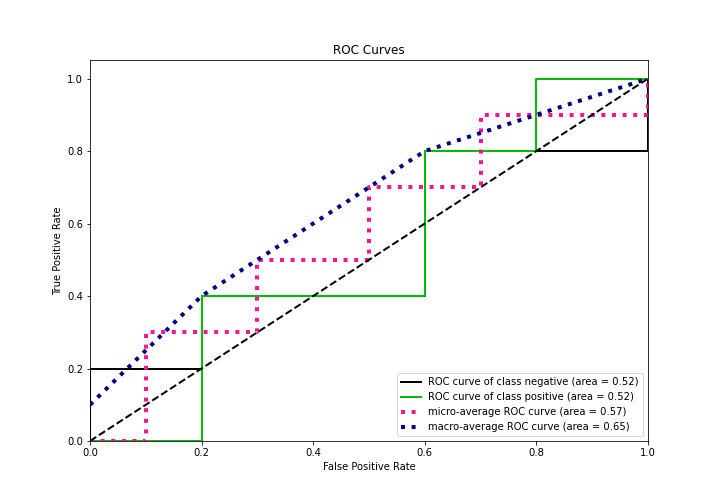 ROC Curves
1.0
0.8
0.6
0.4
0.2
0.0
True Positive Rate
0.0 0.2 0.4 0.6 0.8 1.0
False Positive Rate
ROC curve of class negative (area = 0.52)
ROC curve of class positive (area = 0.52)
micro-average ROC curve (area = 0.57)
macro-average ROC curve (area = 0.65)